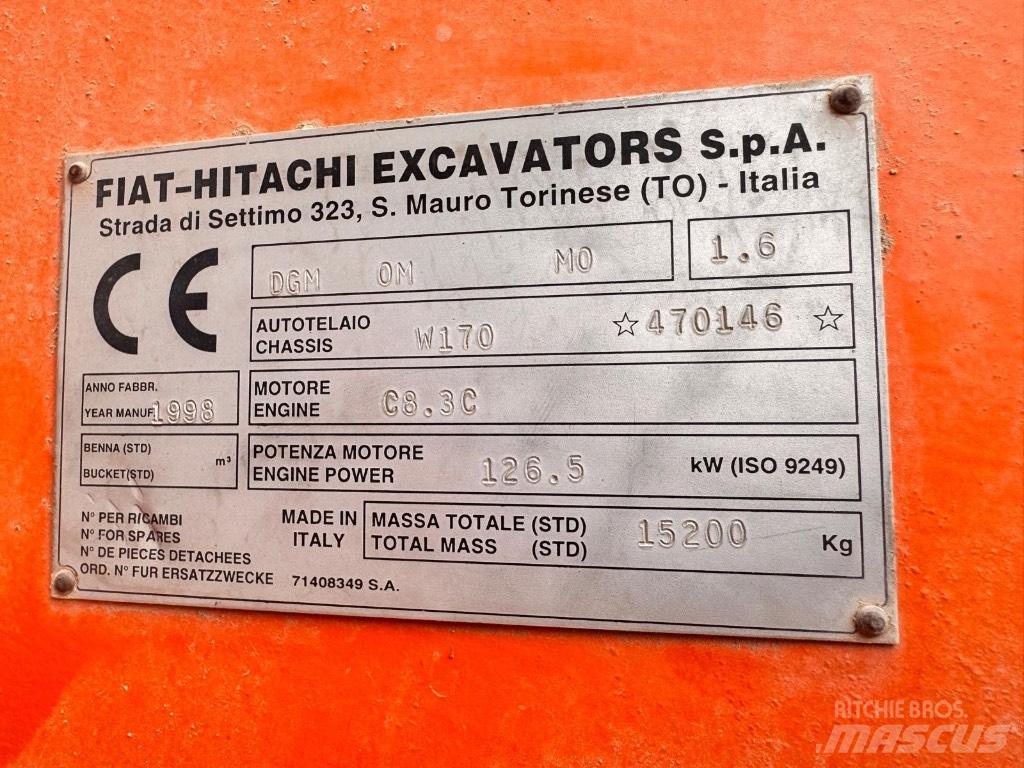 FIAT-HITACHI EXCAVATORS S.p.A.
Strada di Settimo 323, S. Mauro Torinese (TO) - Italia
CE
DGM OM MO
1.6
AUTOTELAIO
CHASSIS W170 ☆470146 ☆
ANNO FABBR.
YEAR MANUF. 1998
MOTORE
ENGINE C8.3C
BENNA (STD)
BUCKET(STD) m³
POTENZA MOTORE
ENGINE POWER 126.5 kW (ISO 9249)
N° PER RICAMBI
N° FOR SPARES
N° DE PIECES DETACHEES
ORD. N° FUR ERSATZZWECKE 71408349 S.A.
MADE IN
ITALY
MASSA TOTALE (STD)
TOTAL MASS (STD) 15200 Kg
RITCHIE BROS.
MASCUS